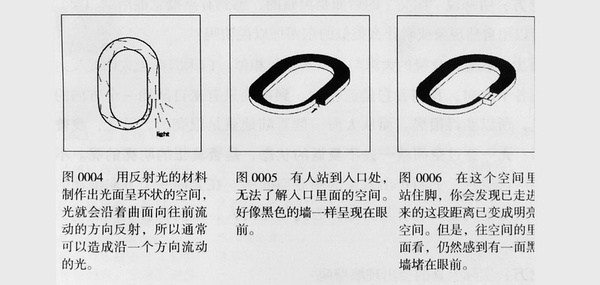 light
图 0004 用反射光的材料
制作出光面呈环状的空间，
光就会沿着曲面向往前流
动的方向反射，所以通常
可以造成沿一个方向流动
的光。
图 0005 有人站到入口处，
无法了解入口里面的空间。
好像黑色的墙一样呈现在眼
前。
图 0006 在这个空间里
站住脚，你会发现已走进
来的这段距离已变成明亮
空间。但是，往空间的里
面看，仍然感到有一面黑
墙堵在眼前。